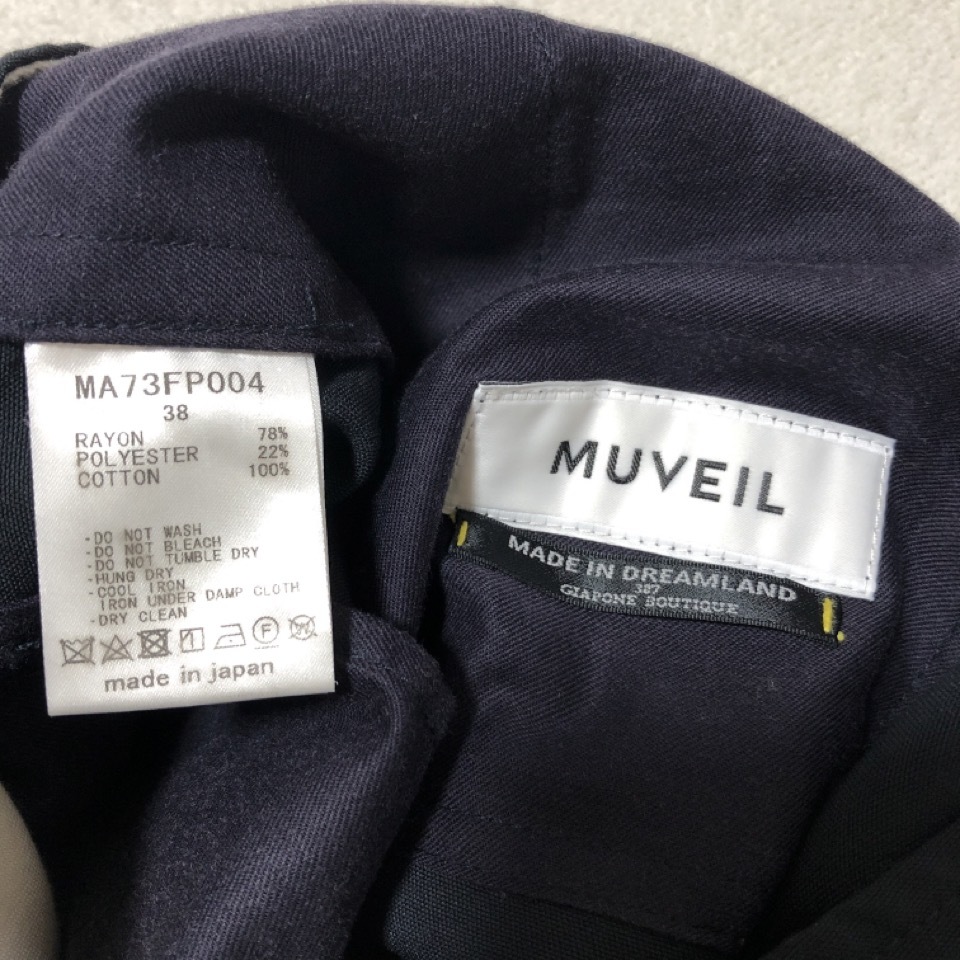 MA73FP004
38
RAYON 78%
POLYESTER 22%
COTTON 100%
-DO NOT WASH
-DO NOT BLEACH
-DO NOT TUMBLE DRY
-HUNG DRY
-COOL IRON
IRON UNDER DAMP CLOTH
-DRY CLEAN
F
made in japan
MUVEIL
MADE IN DREAMLAND
GIAPONE BOUTIQUE